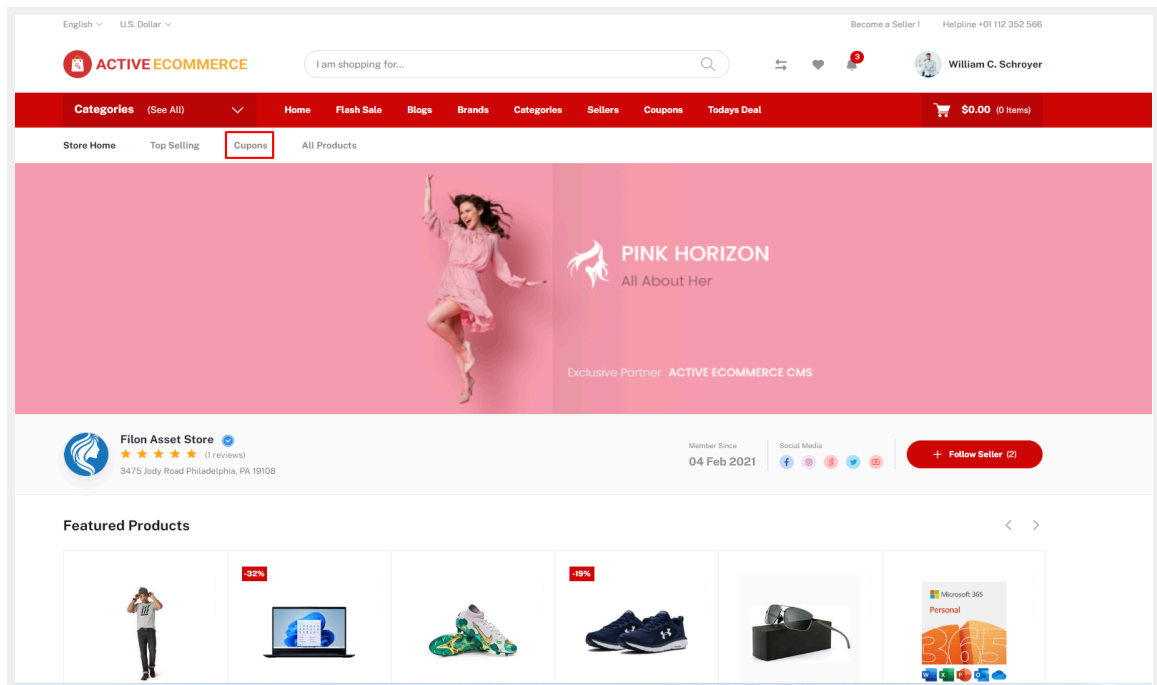 English U.S. Dollar Become a Seller ! Helpline +01 112 352 566
ACTIVE ECOMMERCE I am shopping for... 3 William C. Schroyer
Categories (See All) Home Flash Sale Blogs Brands Categories Sellers Coupons Todays Deal $0.00 (0 Items)
Store Home Top Selling Cupons All Products
PINK HORIZON
All About Her
Exclusive Partner ACTIVE ECOMMERCE CMS
Filon Asset Store
(1 reviews)
3475 Jody Road Philadelphia, PA 19108
Member Since
04 Feb 2021
Social Media
+ Follow Seller (2)
Featured Products
-32%
-19%
Microsoft 365
Personal
365